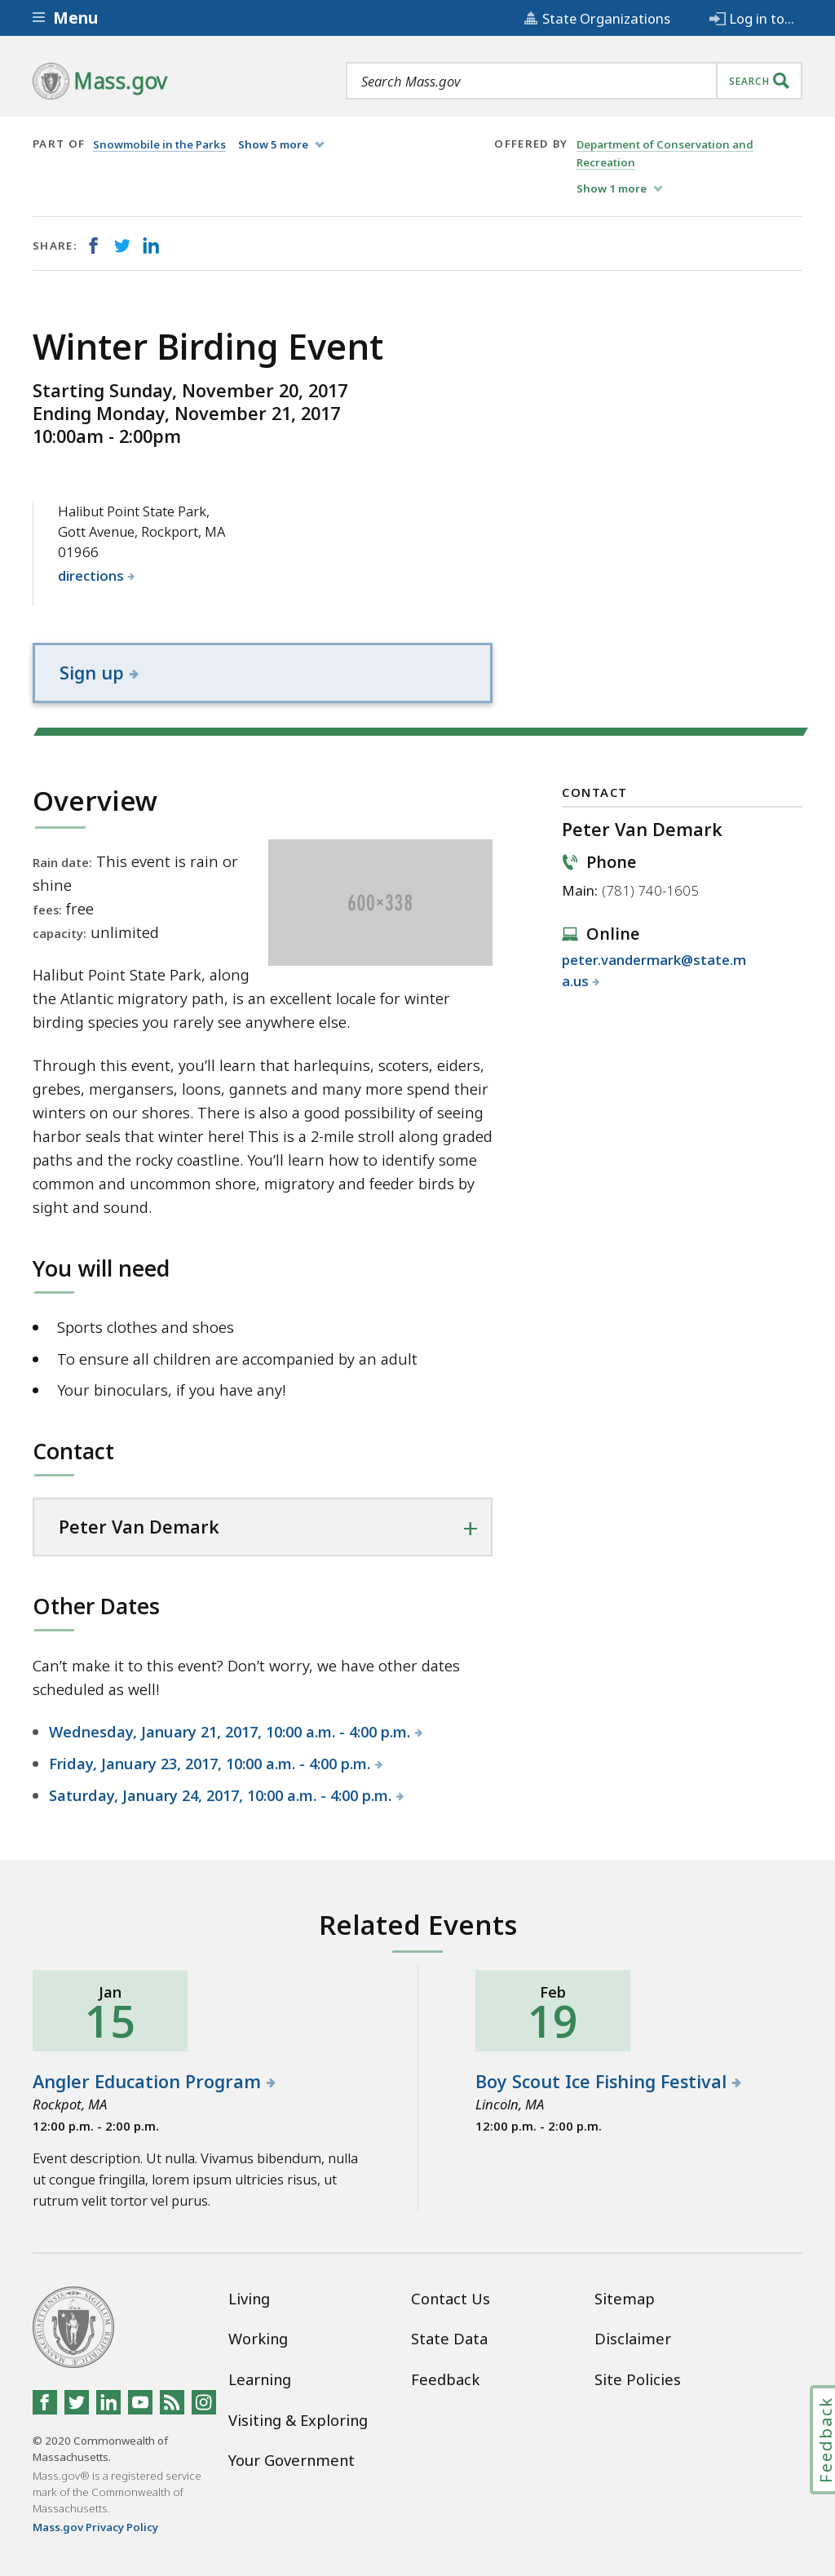 Menu
State Organizations
Log in to...
Mass.gov
Search Mass.gov
SEARCH
PART OF Snowmobile in the Parks Show 5 more
OFFERED BY Department of Conservation and
Recreation
Show 1 more
SHARE:
Winter Birding Event
Starting Sunday, November 20, 2017
Ending Monday, November 21, 2017
10:00am - 2:00pm
Halibut Point State Park,
Gott Avenue, Rockport, MA
01966
directions
Sign up
Overview
Rain date: This event is rain or
shine
fees: free
capacity: unlimited
600×338
Halibut Point State Park, along
the Atlantic migratory path, is an excellent locale for winter
birding species you rarely see anywhere else.
Through this event, you’ll learn that harlequins, scoters, eiders,
grebes, mergansers, loons, gannets and many more spend their
winters on our shores. There is also a good possibility of seeing
harbor seals that winter here! This is a 2-mile stroll along graded
paths and the rocky coastline. You’ll learn how to identify some
common and uncommon shore, migratory and feeder birds by
sight and sound.
You will need
Sports clothes and shoes
To ensure all children are accompanied by an adult
Your binoculars, if you have any!
Contact
Peter Van Demark
Other Dates
Can’t make it to this event? Don’t worry, we have other dates
scheduled as well!
Wednesday, January 21, 2017, 10:00 a.m. - 4:00 p.m.
Friday, January 23, 2017, 10:00 a.m. - 4:00 p.m.
Saturday, January 24, 2017, 10:00 a.m. - 4:00 p.m.
CONTACT
Peter Van Demark
Phone
Main: (781) 740-1605
Online
peter.vandermark@state.m
a.us
Related Events
Jan
15
Angler Education Program
Rockpot, MA
12:00 p.m. - 2:00 p.m.
Event description. Ut nulla. Vivamus bibendum, nulla
ut congue fringilla, lorem ipsum ultricies risus, ut
rutrum velit tortor vel purus.
Feb
19
Boy Scout Ice Fishing Festival
Lincoln, MA
12:00 p.m. - 2:00 p.m.
Living
Working
Learning
Visiting & Exploring
Your Government
Contact Us
State Data
Feedback
Sitemap
Disclaimer
Site Policies
© 2020 Commonwealth of
Massachusetts.
Mass.gov® is a registered service
mark of the Commonwealth of
Massachusetts.
Mass.gov Privacy Policy
Feedback